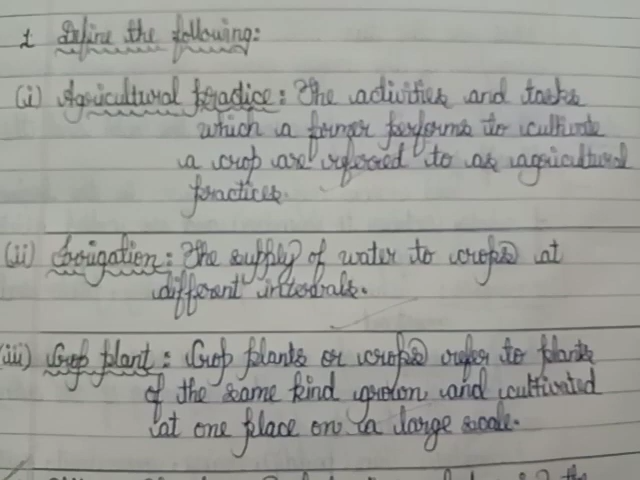 1 Define the following:
(i) Agricultural practice: The activities and tasks
which a farmer performs to cultivate
a crop are referred to as agricultural
practices.
(ii) Irrigation: The supply of water to crops at
different intervals.
(iii) Crop plant: Crop plants or crops refer to plants
of the same kind grown and cultivated
at one place on a large scale.